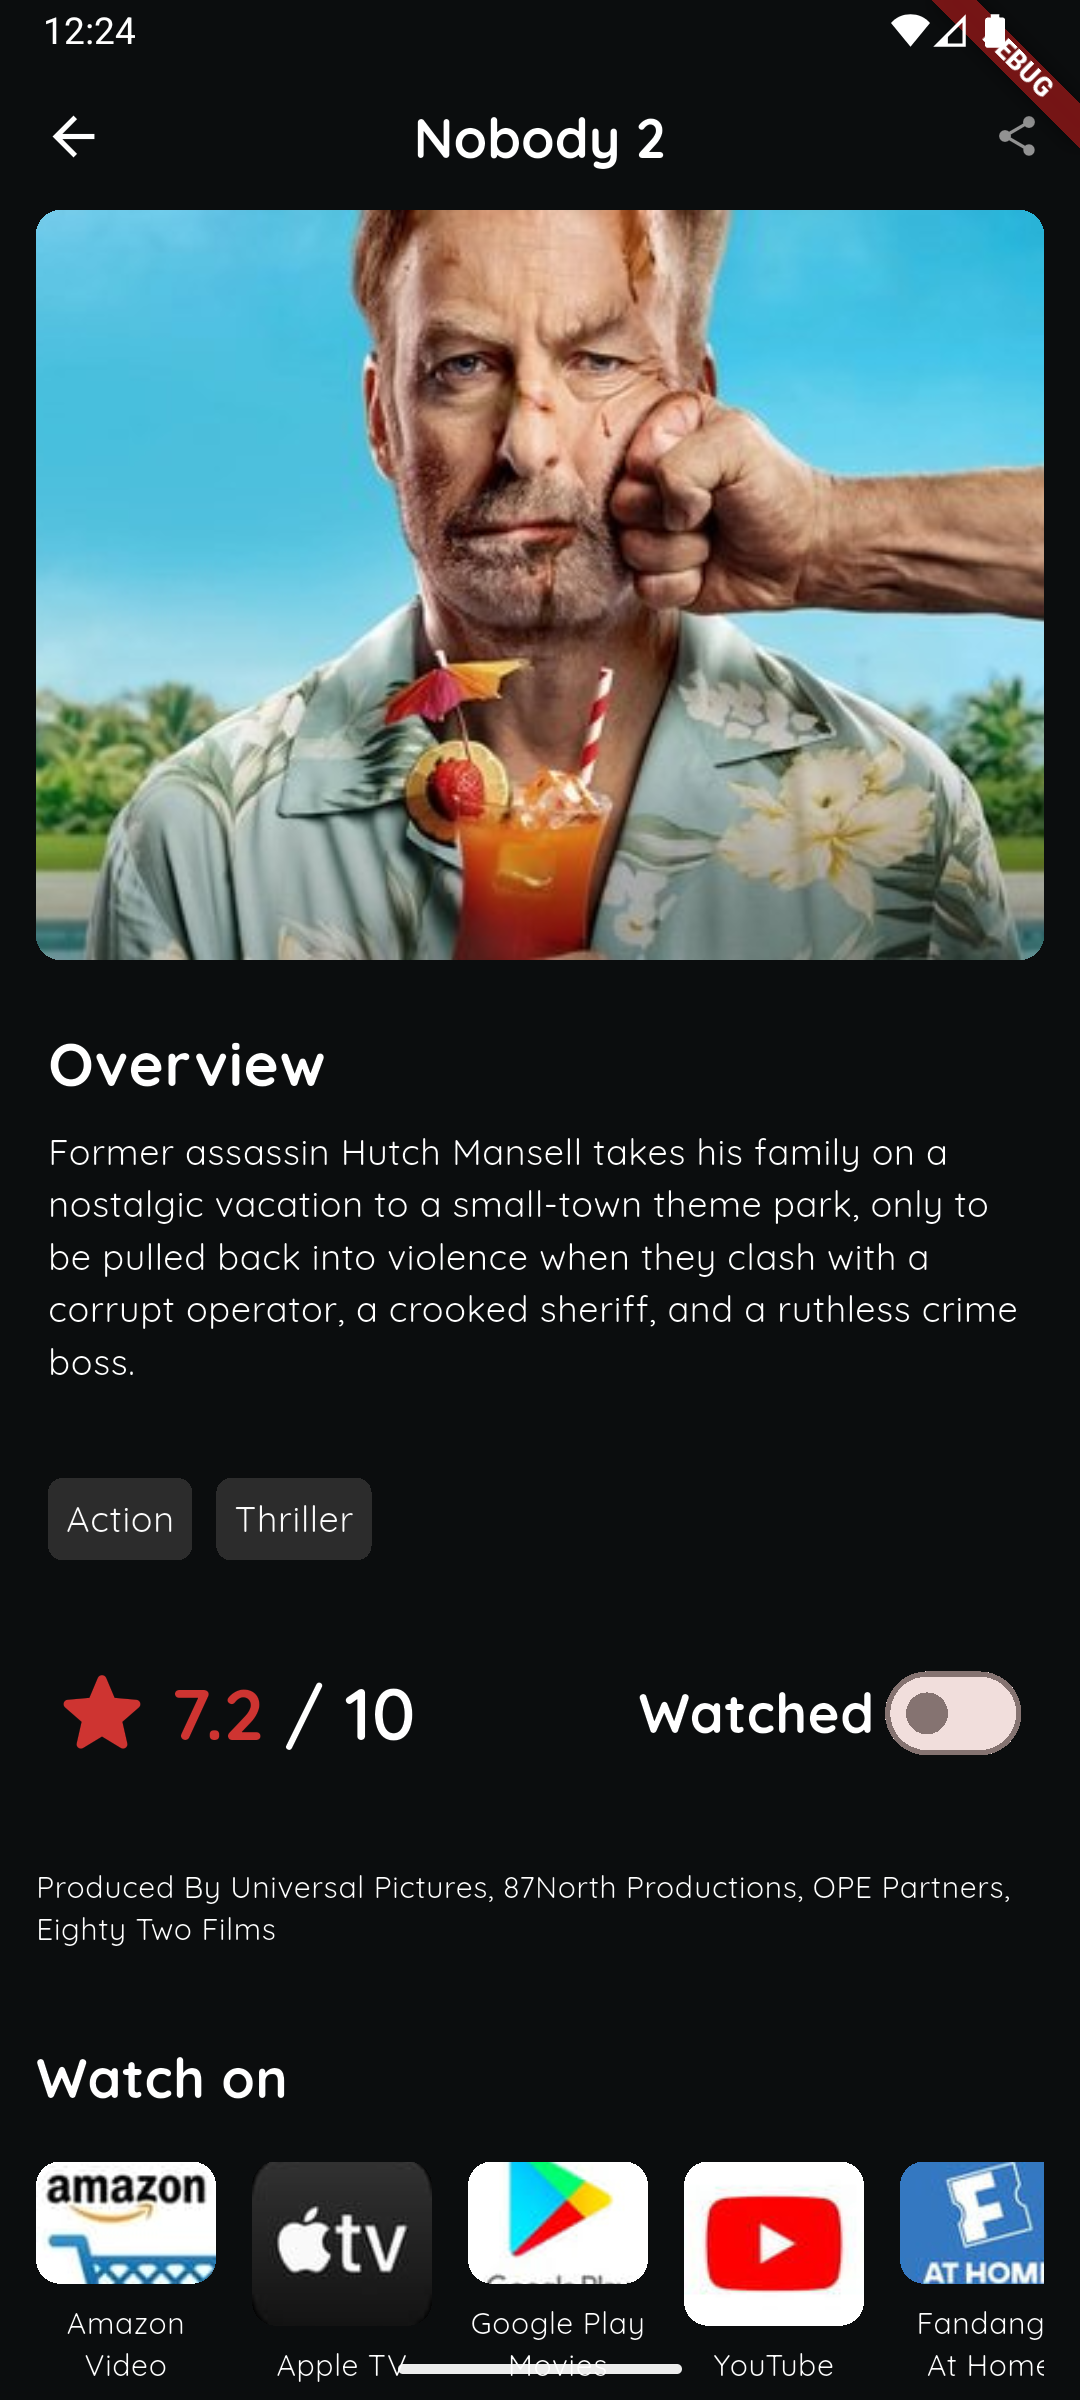 12:24
EBUG
Nobody 2
Overview
Former assassin Hutch Mansell takes his family on a
nostalgic vacation to a small-town theme park, only to
be pulled back into violence when they clash with a
corrupt operator, a crooked sheriff, and a ruthless crime
boss.
Action
Thriller
7.2 / 10
Watched
Produced By Universal Pictures, 87North Productions, OPE Partners,
Eighty Two Films
Watch on
amazon
tv
Google Play
F
AT HOM
Amazon
Video
Apple TV
Google Play
Movies
YouTube
Fandang
At Home